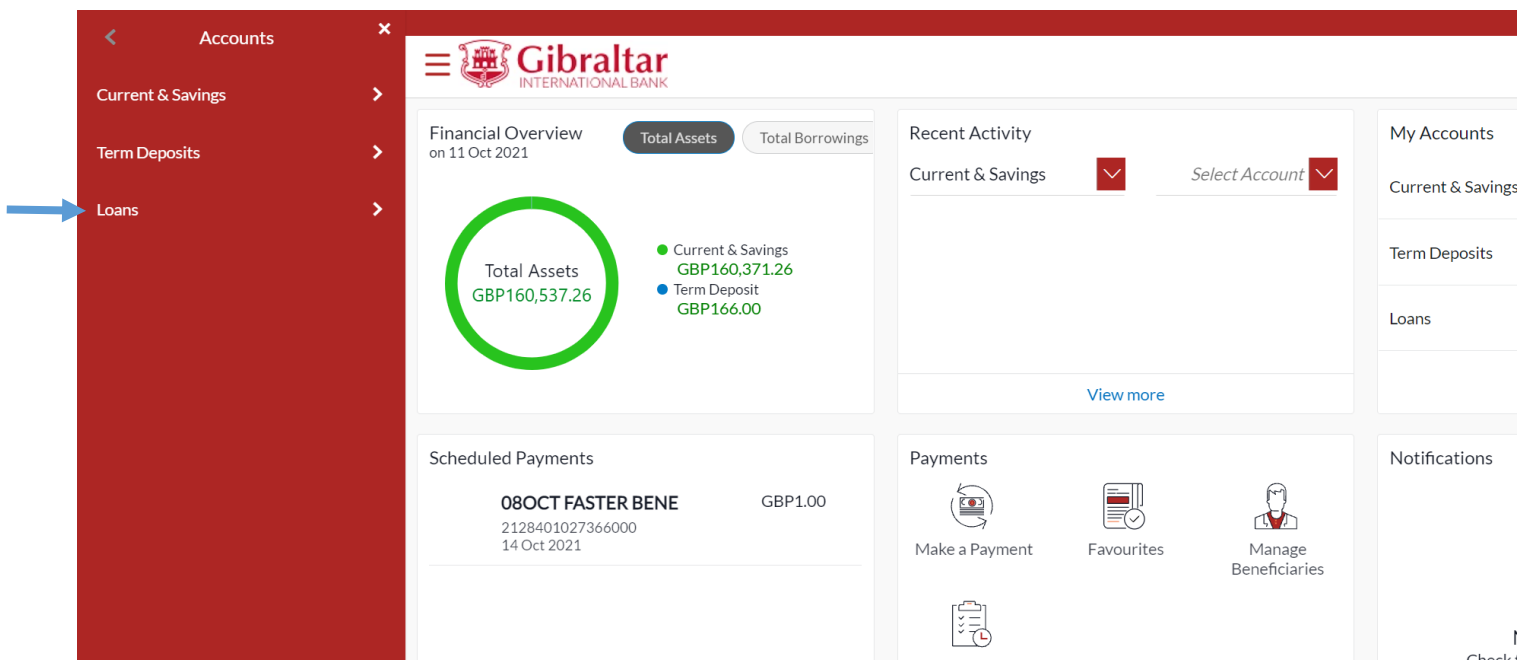 Accounts
Current & Savings
Term Deposits
Loans
Gibraltar
INTERNATIONAL BANK
Financial Overview
on 11 Oct 2021
Total Assets
Total Borrowings
Total Assets
GBP160,537.26
Current & Savings
GBP160,371.26
Term Deposit
GBP166.00
Recent Activity
Current & Savings
Select Account
View more
My Accounts
Current & Savings
Term Deposits
Loans
Scheduled Payments
08OCT FASTER BENE
GBP1.00
2128401027366000
14 Oct 2021
Payments
Make a Payment
Favourites
Manage
Beneficiaries
Notifications